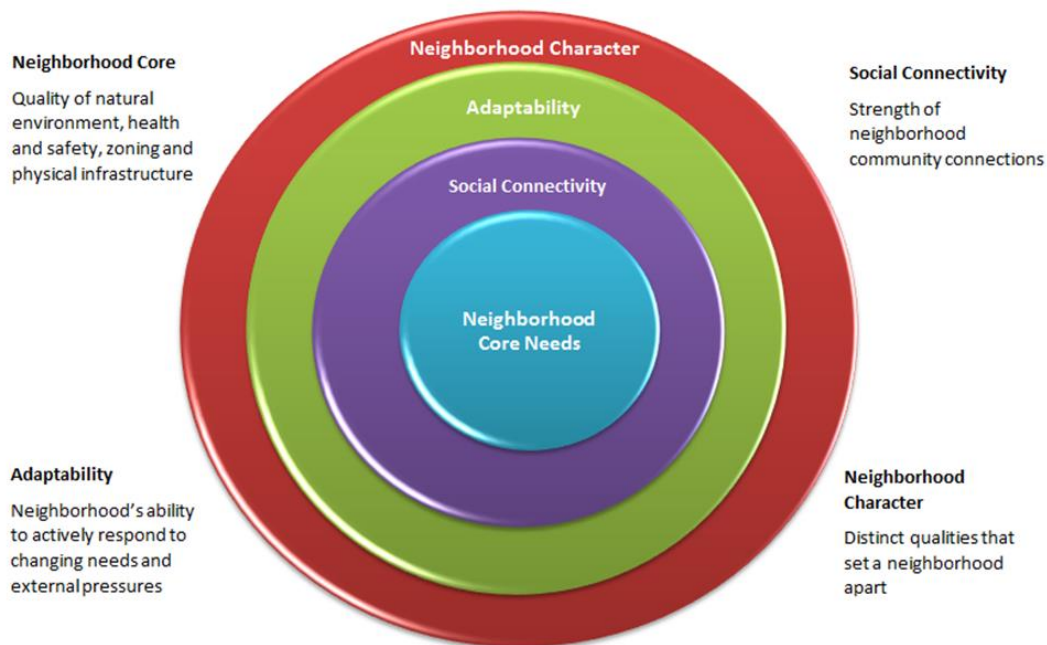 Neighborhood Core
Quality of natural
environment, health
and safety, zoning and
physical infrastructure
Neighborhood Character
Adaptability
Social Connectivity
Neighborhood
Core Needs
Social Connectivity
Strength of
neighborhood
community connections
Adaptability
Neighborhood’s ability
to actively respond to
changing needs and
external pressures
Neighborhood
Character
Distinct qualities that
set a neighborhood
apart